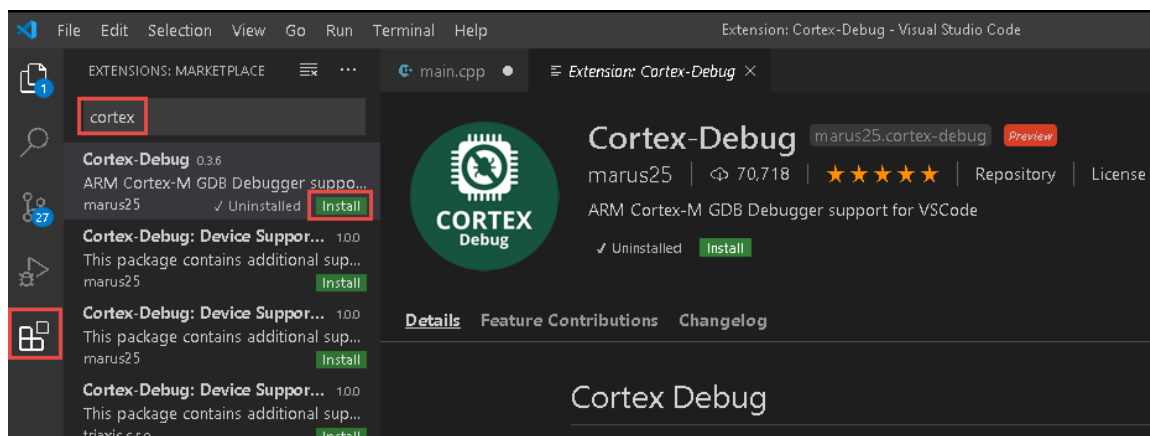 File Edit Selection View Go Run Terminal Help
Extension: Cortex-Debug - Visual Studio Code
1
27
EXTENSIONS: MARKETPLACE
cortex
Cortex-Debug 0.3.6
ARM Cortex-M GDB Debugger suppo...
marus25 ✓ Uninstalled Install
Cortex-Debug: Device Suppor... 1.0.0
This package contains additional sup...
marus25 Install
Cortex-Debug: Device Suppor... 1.0.0
This package contains additional sup...
marus25 Install
Cortex-Debug: Device Suppor... 1.0.0
This package contains additional sup...
triaxis s.r.o. Install
main.cpp
Extension: Cortex-Debug
CORTEX
Debug
Cortex-Debug marus25.cortex-debug Preview
marus25 70,718 ★★★★★ Repository License
ARM Cortex-M GDB Debugger support for VSCode
✓ Uninstalled Install
Details Feature Contributions Changelog
Cortex Debug